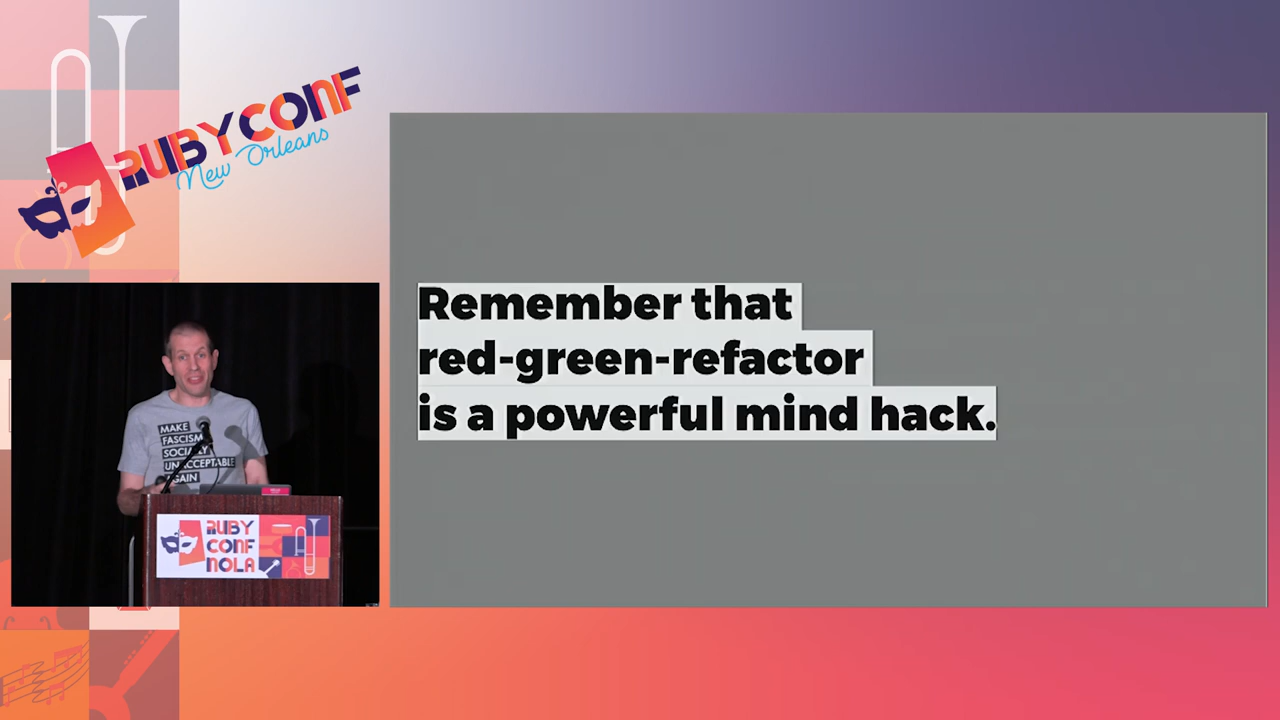 RUBYCONF
New Orleans
Remember that
red-green-refactor
is a powerful mind hack.
MAKE
FASCISM
SOCIALLY
UNACCEPTABLE
AGAIN
RUBY
CONF
NOLA